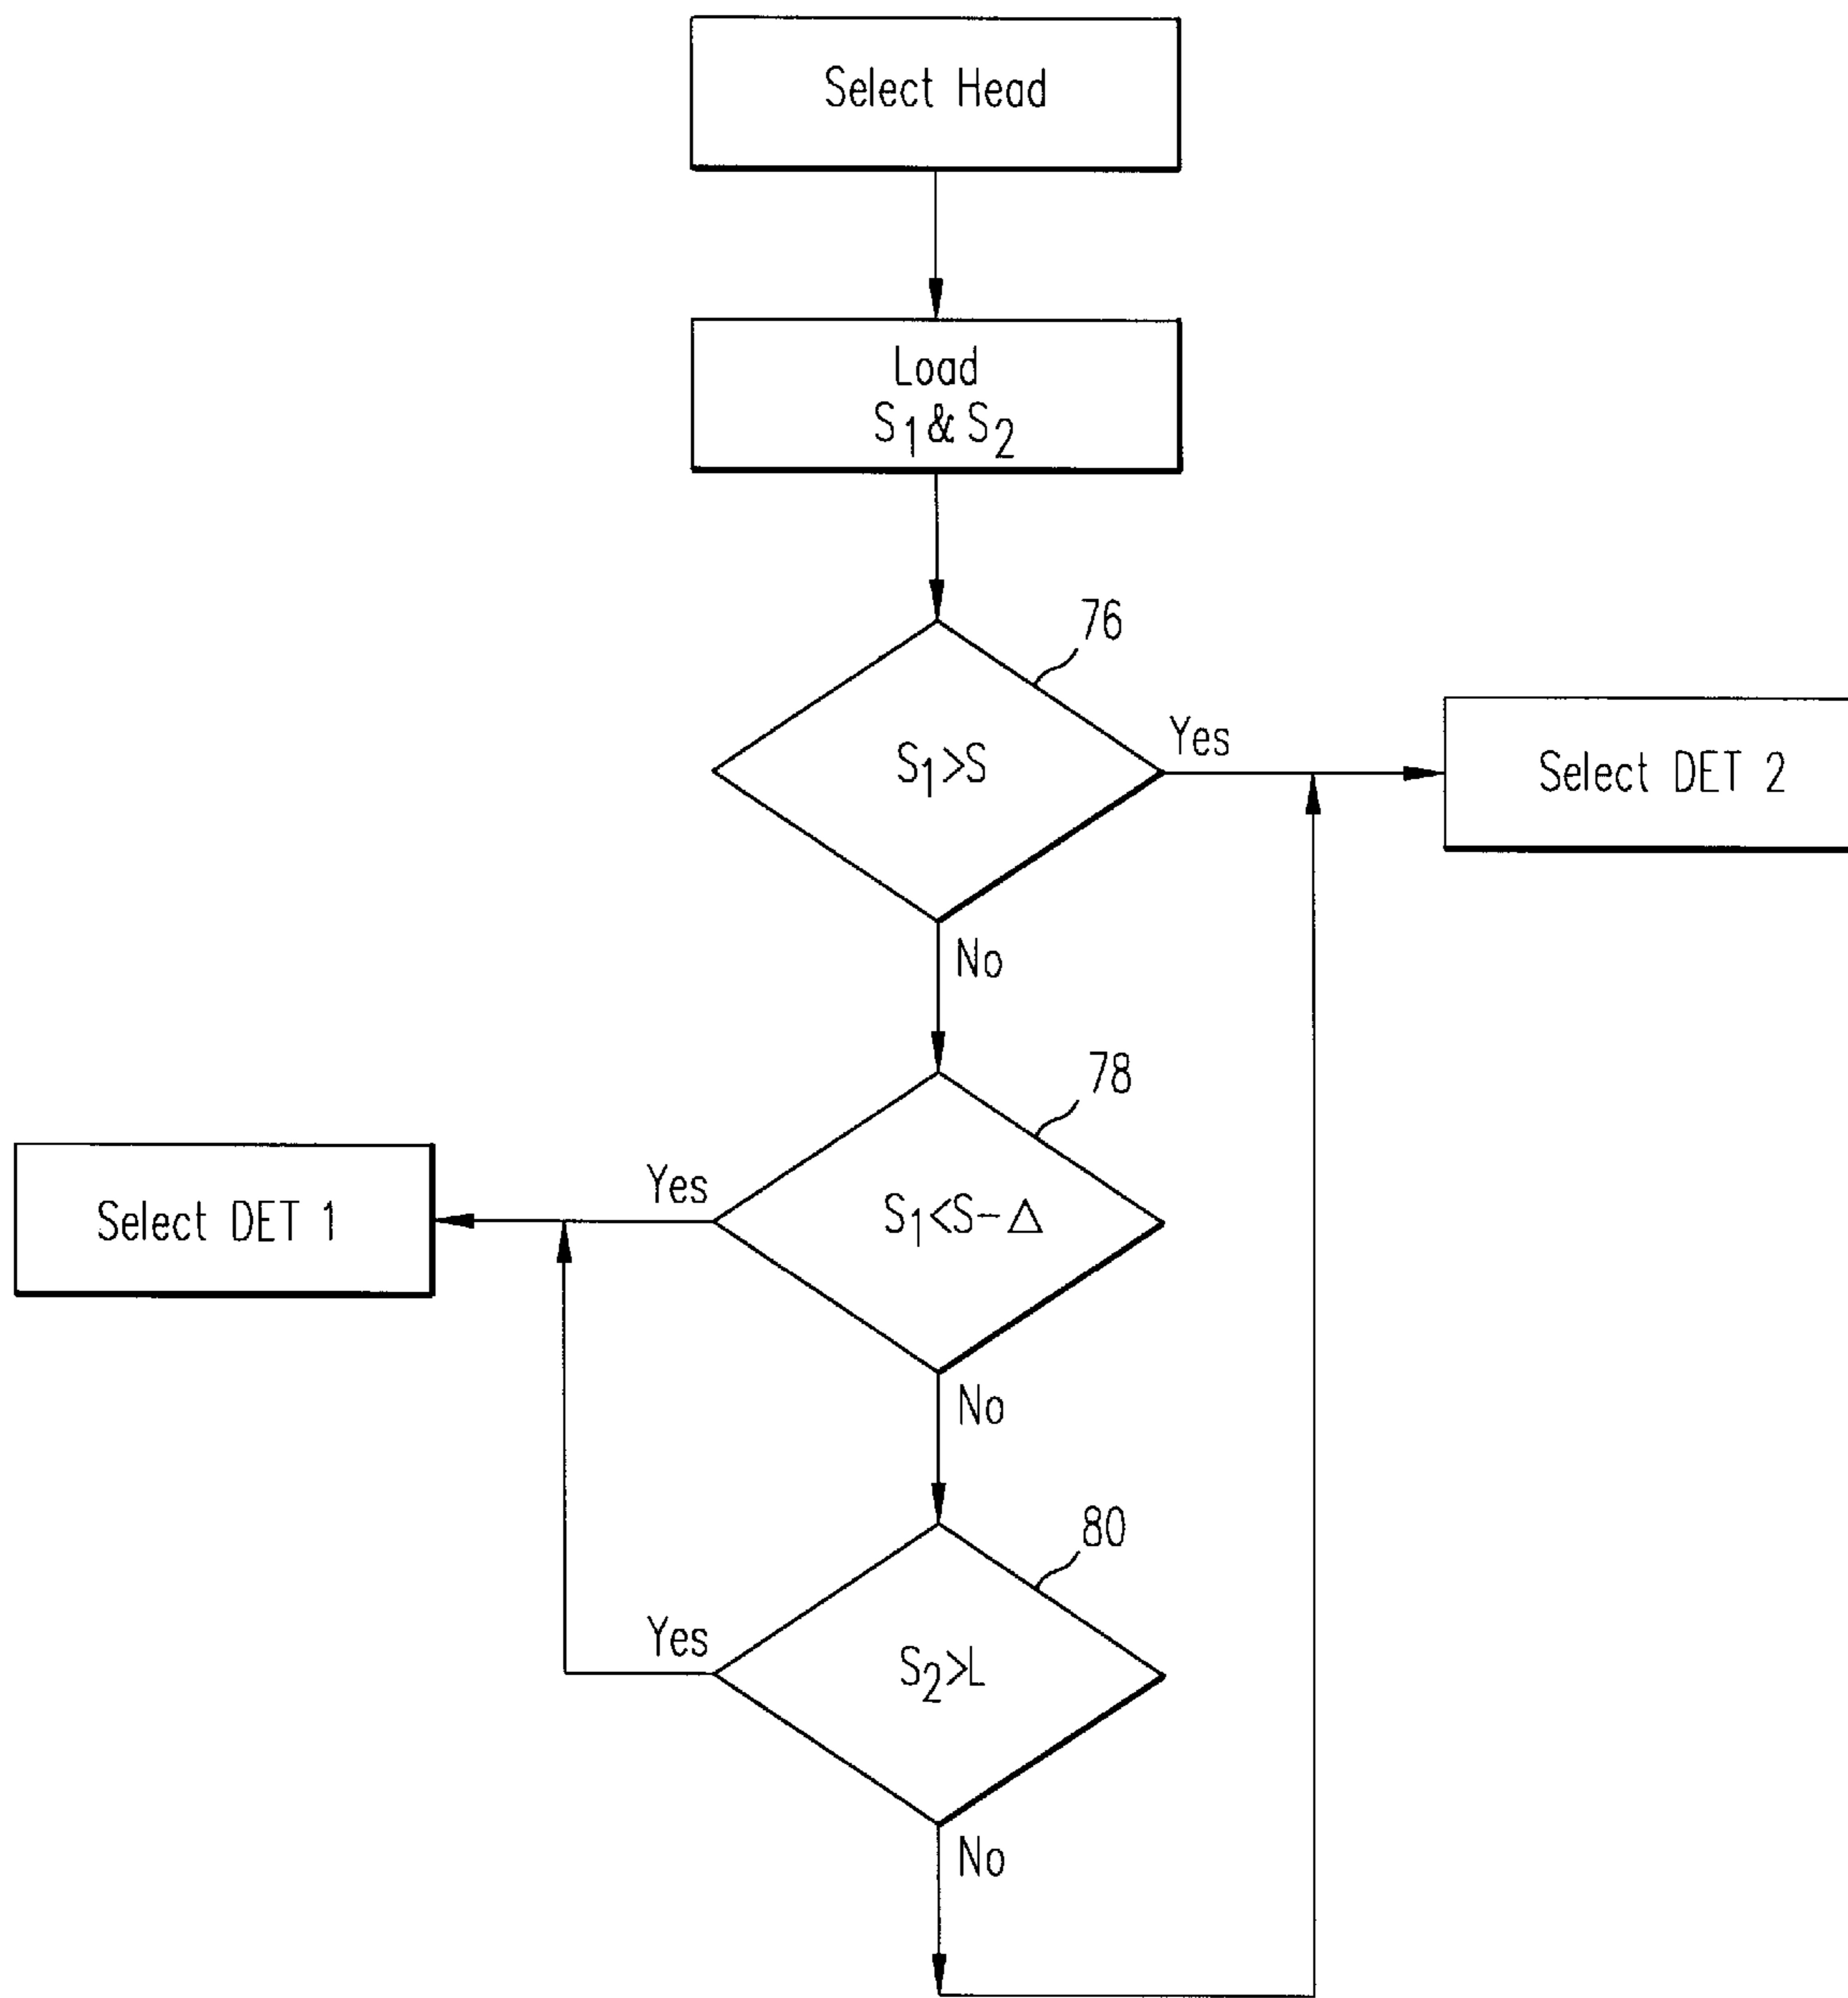 Select Head
Load
S₁ & S₂
76
S₁>S
Yes
Select DET 2
No
78
Yes
S₁<S-Δ
Select DET 1
No
80
Yes
S₂>L
No